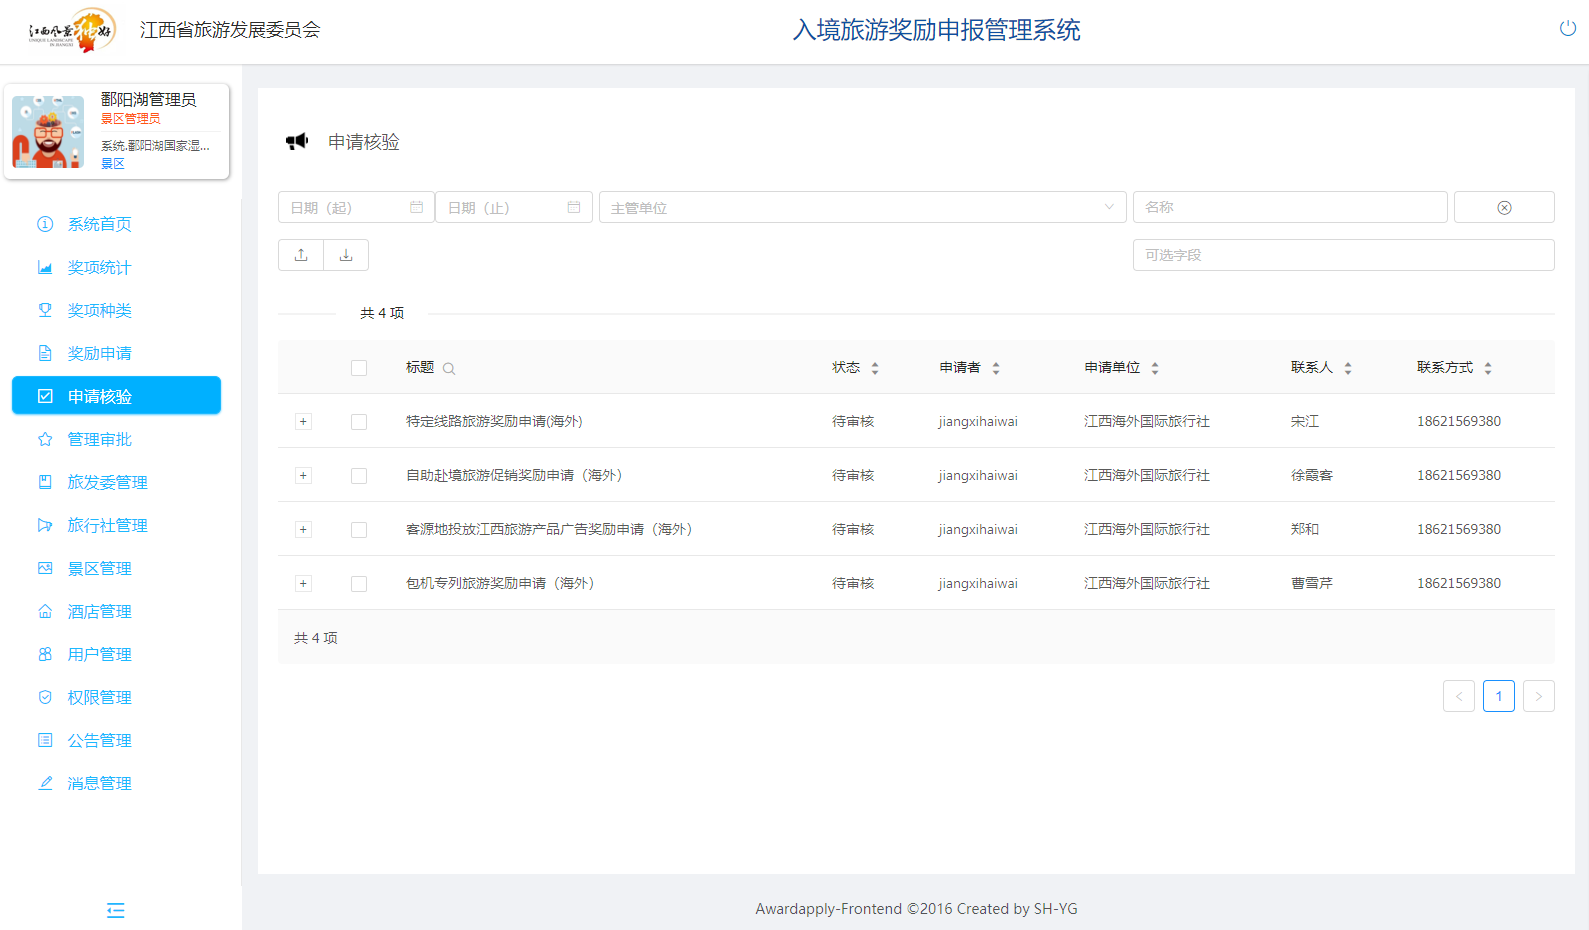 江西风景独好
UNIQUE LANDSCAPE
IN JIANGXI
江西省旅游发展委员会
入境旅游奖励申报管理系统
鄱阳湖管理员
景区管理员
系统.鄱阳湖国家湿...
景区
系统首页
奖项统计
奖项种类
奖励申请
申请核验
管理审批
旅发委管理
旅行社管理
景区管理
酒店管理
用户管理
权限管理
公告管理
消息管理
申请核验
日期（起） 日期（止） 主管单位 名称
可选字段
共 4 项
标题 状态 申请者 申请单位 联系人 联系方式
特定线路旅游奖励申请(海外) 待审核 jiangxihaiwai 江西海外国际旅行社 宋江 18621569380
自助赴境旅游促销奖励申请（海外） 待审核 jiangxihaiwai 江西海外国际旅行社 徐霞客 18621569380
客源地投放江西旅游产品广告奖励申请（海外） 待审核 jiangxihaiwai 江西海外国际旅行社 郑和 18621569380
包机专列旅游奖励申请（海外） 待审核 jiangxihaiwai 江西海外国际旅行社 曹雪芹 18621569380
共 4 项
< 1 >
Awardapply-Frontend ©2016 Created by SH-YG